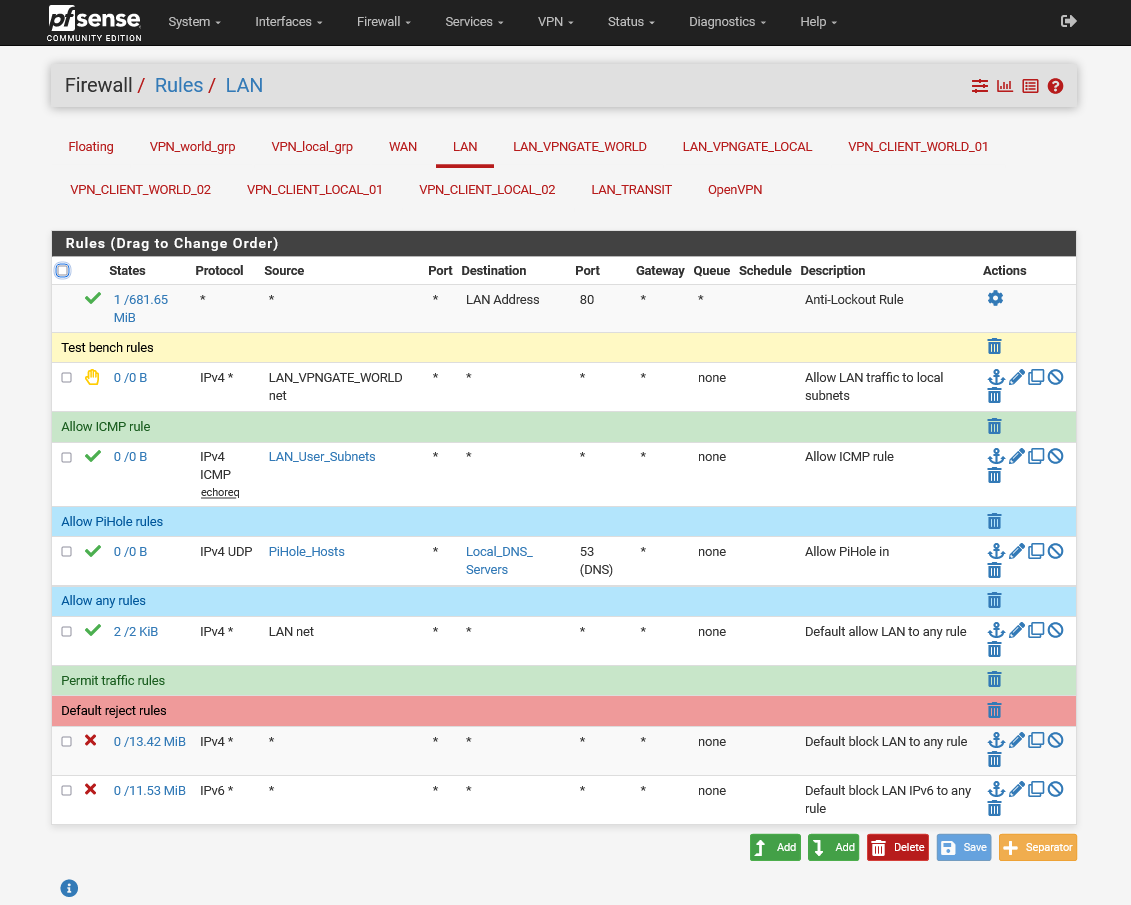 pfsense
COMMUNITY EDITION
System Interfaces Firewall Services VPN Status Diagnostics Help
Firewall / Rules / LAN
Floating VPN_world_grp VPN_local_grp WAN LAN LAN_VPNGATE_WORLD LAN_VPNGATE_LOCAL VPN_CLIENT_WORLD_01
VPN_CLIENT_WORLD_02 VPN_CLIENT_LOCAL_01 VPN_CLIENT_LOCAL_02 LAN_TRANSIT OpenVPN
Rules (Drag to Change Order)
States Protocol Source Port Destination Port Gateway Queue Schedule Description Actions
1 /681.65 * * * LAN Address 80 * * Anti-Lockout Rule
MiB
Test bench rules
0 /0 B IPv4 * LAN_VPNGATE_WORLD * * * * none Allow LAN traffic to local
net subnets
Allow ICMP rule
0 /0 B IPv4 LAN_User_Subnets * * * * none Allow ICMP rule
ICMP
echoreq
Allow PiHole rules
0 /0 B IPv4 UDP PiHole_Hosts * Local_DNS_ 53 * none Allow PiHole in
Servers (DNS)
Allow any rules
2 /2 KiB IPv4 * LAN net * * * * none Default allow LAN to any rule
Permit traffic rules
Default reject rules
0 /13.42 MiB IPv4 * * * * * * none Default block LAN to any rule
0 /11.53 MiB IPv6 * * * * * * none Default block LAN IPv6 to any
rule
Add Add Delete Save Separator